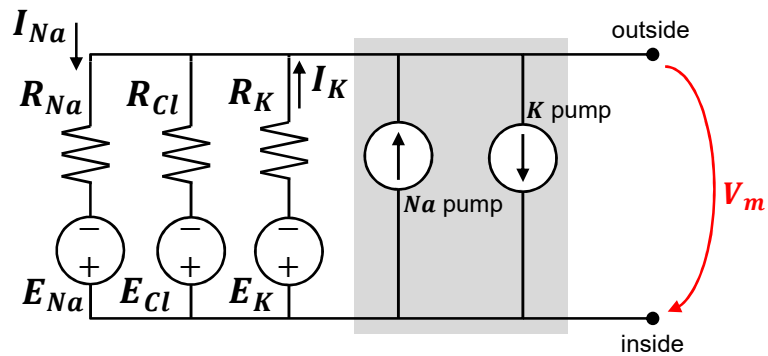 I_Na
outside
R_Na R_Cl R_K I_K
K pump
Na pump
V_m
− − −
+ + +
E_Na E_Cl E_K
inside